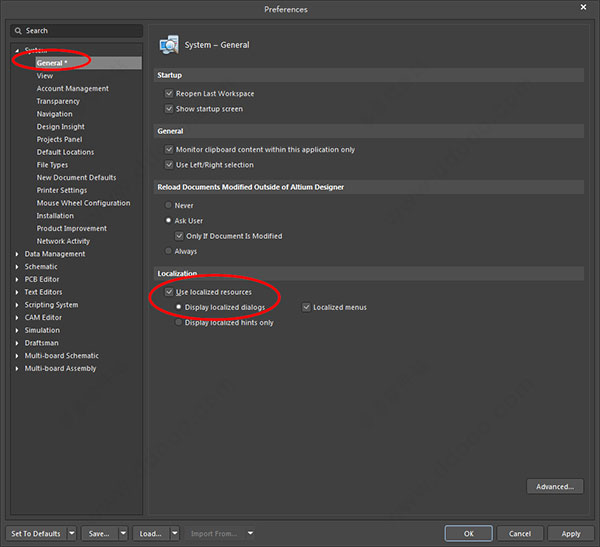 Preferences
Search
System
General *
View
Account Management
Transparency
Navigation
Design Insight
Projects Panel
Default Locations
File Types
New Document Defaults
Printer Settings
Mouse Wheel Configuration
Installation
Product Improvement
Network Activity
Data Management
Schematic
PCB Editor
Text Editors
Scripting System
CAM Editor
Simulation
Draftsman
Multi-board Schematic
Multi-board Assembly
System – General
Startup
Reopen Last Workspace
Show startup screen
General
Monitor clipboard content within this application only
Use Left/Right selection
Reload Documents Modified Outside of Altium Designer
Never
Ask User
Only If Document Is Modified
Always
Localization
Use localized resources
Display localized dialogs Localized menus
Display localized hints only
Advanced...
Set To Defaults Save... Load... Import From... OK Cancel Apply